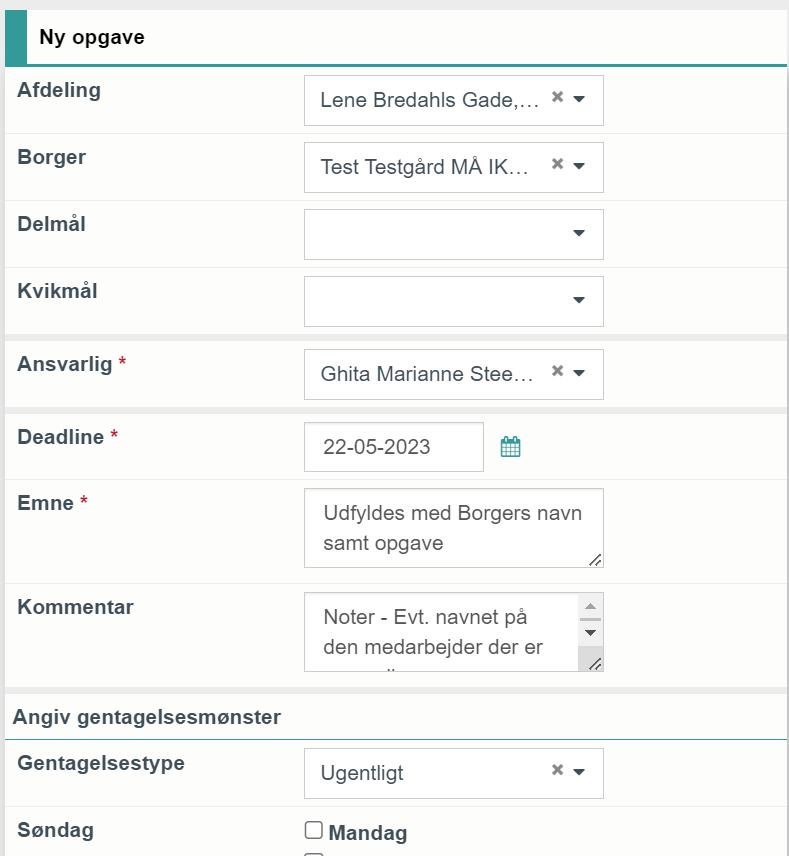 Ny opgave
Afdeling
Lene Bredahls Gade,...
Borger
Test Testgård MÅ IK...
Delmål
Kvikmål
Ansvarlig *
Ghita Marianne Stee...
Deadline *
22-05-2023
Emne *
Udfyldes med Borgers navn
samt opgave
Kommentar
Noter - Evt. navnet på
den medarbejder der er
Angiv gentagelsesmønster
Gentagelsestype
Ugentligt
Søndag
Mandag